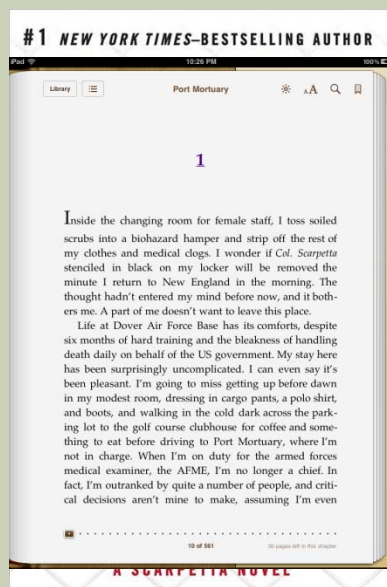 #1 NEW YORK TIMES–BESTSELLING AUTHOR
iPad 10:26 PM 100%
Library Port Mortuary AA
1
Inside the changing room for female staff, I toss soiled
scrubs into a biohazard hamper and strip off the rest of
my clothes and medical clogs. I wonder if Col. Scarpetta
stenciled in black on my locker will be removed the
minute I return to New England in the morning. The
thought hadn't entered my mind before now, and it both-
ers me. A part of me doesn't want to leave this place.
Life at Dover Air Force Base has its comforts, despite
six months of hard training and the bleakness of handling
death daily on behalf of the US government. My stay here
has been surprisingly uncomplicated. I can even say it's
been pleasant. I'm going to miss getting up before dawn
in my modest room, dressing in cargo pants, a polo shirt,
and boots, and walking in the cold dark across the park-
ing lot to the golf course clubhouse for coffee and some-
thing to eat before driving to Port Mortuary, where I'm
not in charge. When I'm on duty for the armed forces
medical examiner, the AFME, I'm no longer a chief. In
fact, I'm outranked by quite a number of people, and criti-
cal decisions aren't mine to make, assuming I'm even
10 of 561 30 pages left in this chapter
A SCARPETTA NOVEL